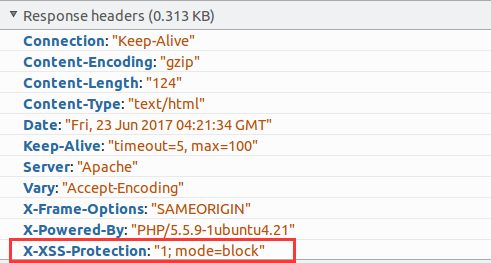 Response headers (0.313 KB)
Connection: "Keep-Alive"
Content-Encoding: "gzip"
Content-Length: "124"
Content-Type: "text/html"
Date: "Fri, 23 Jun 2017 04:21:34 GMT"
Keep-Alive: "timeout=5, max=100"
Server: "Apache"
Vary: "Accept-Encoding"
X-Frame-Options: "SAMEORIGIN"
X-Powered-By: "PHP/5.5.9-1ubuntu4.21"
X-XSS-Protection: "1; mode=block"